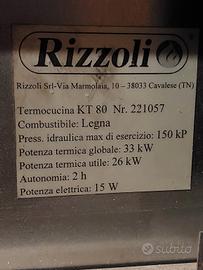 Rizzoli
Rizzoli Srl-Via Marmolaia, 10 – 38033 Cavalese (TN)
Termocucina KT 80 Nr. 221057
Combustibile: Legna
Press. idraulica max di esercizio: 150 kP
Potenza termica globale: 33 kW
Potenza termica utile: 26 kW
Autonomia: 2 h
Potenza elettrica: 15 W
subito